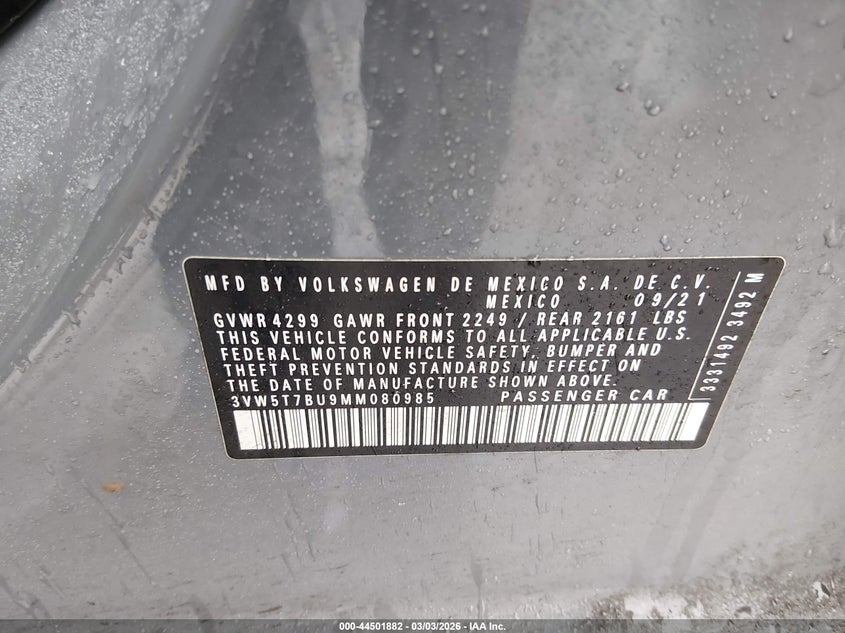 MFD BY VOLKSWAGEN DE MEXICO S.A. DE C.V.
MEXICO 09/21
GVWR 4299 GAWR FRONT 2249 / REAR 2161 LBS
THIS VEHICLE CONFORMS TO ALL APPLICABLE U.S.
FEDERAL MOTOR VEHICLE SAFETY, BUMPER AND
THEFT PREVENTION STANDARDS IN EFFECT ON
THE DATE OF MANUFACTURE SHOWN ABOVE.
3VW5T7BU9MM080985 PASSENGER CAR
3331492 3492 M
000-44501882 — 03/03/2026 — IAA Inc.